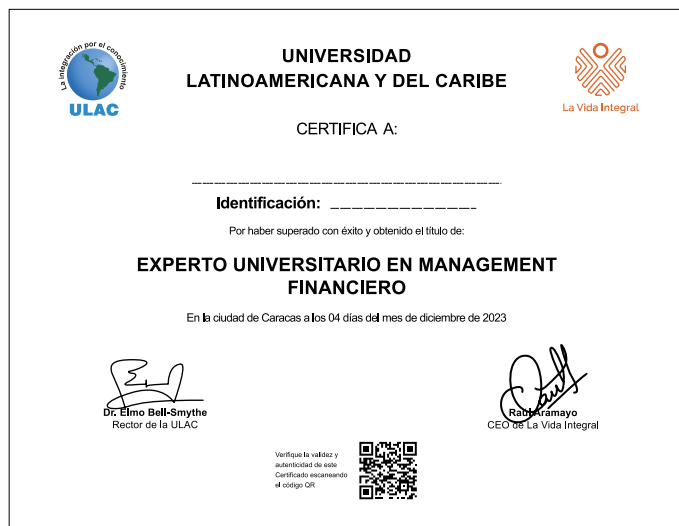 La integración por el conocimiento
ULAC
UNIVERSIDAD
LATINOAMERICANA Y DEL CARIBE
La Vida Integral
CERTIFICA A:
Identificación:
Por haber superado con éxito y obtenido el título de:
EXPERTO UNIVERSITARIO EN MANAGEMENT
FINANCIERO
En la ciudad de Caracas a los 04 días del mes de diciembre de 2023
Dr. Elmo Bell-Smythe
Rector de la ULAC
Raúl Aramayo
CEO de La Vida Integral
Verifique la validez y
autenticidad de este
Certificado escaneando
el código QR